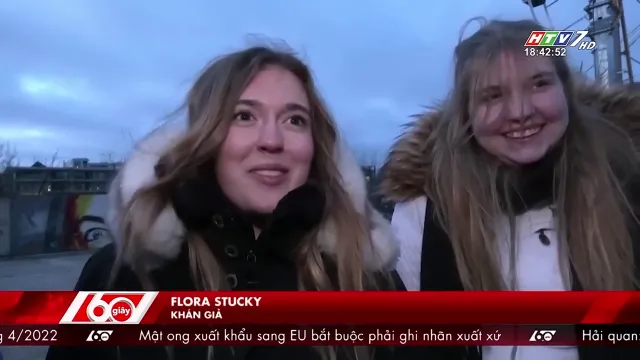 HTV7 HD
18:42:52
60 giây
FLORA STUCKY
KHÁN GIẢ
g 4/2022 60 Mật ong xuất khẩu sang EU bắt buộc phải ghi nhãn xuất xứ 60 Hải quan